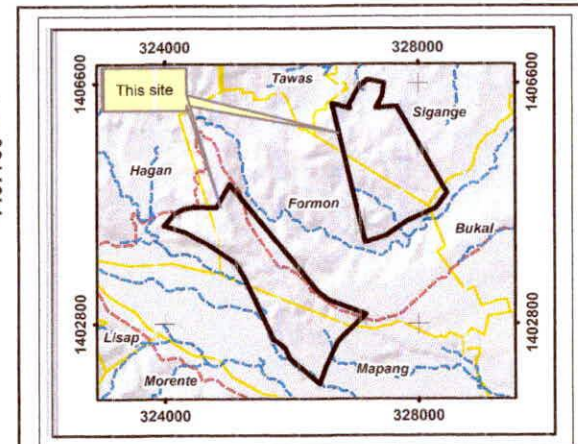 324000 328000
1406600
1406600
Tawas
This site
Sigange
Hagan
Formon
Bukal
1402800
1402800
Lisap
Mapang
Morente
324000 328000